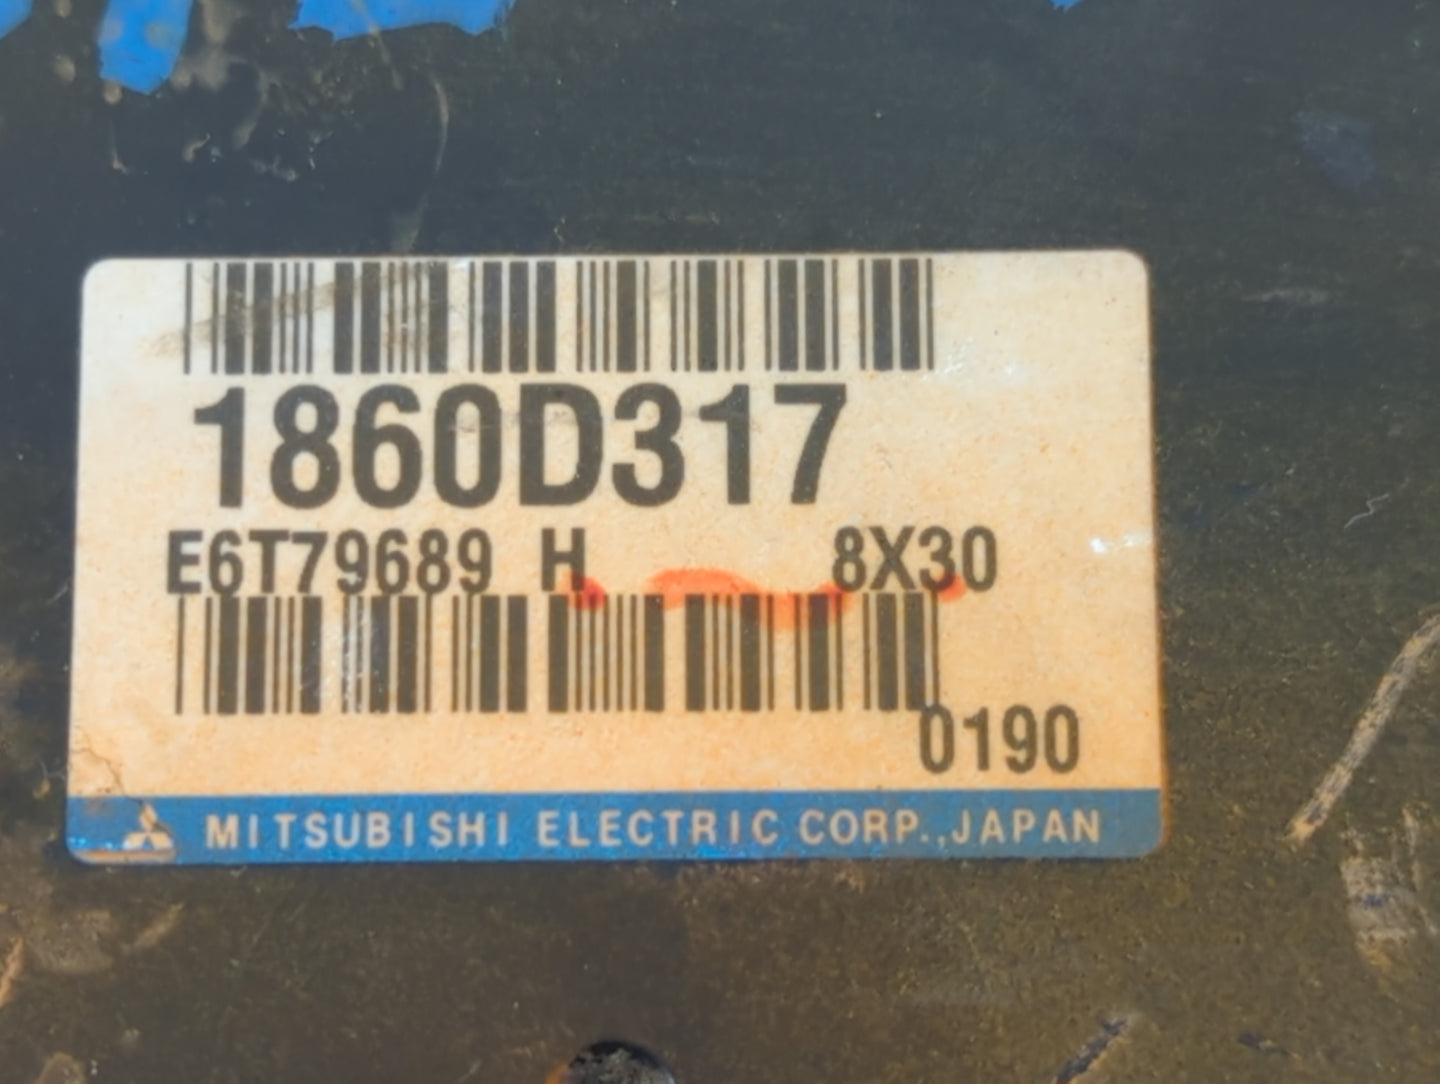 1860D317
E6T79689 H 8X30
0190
MITSUBISHI ELECTRIC CORP.,JAPAN